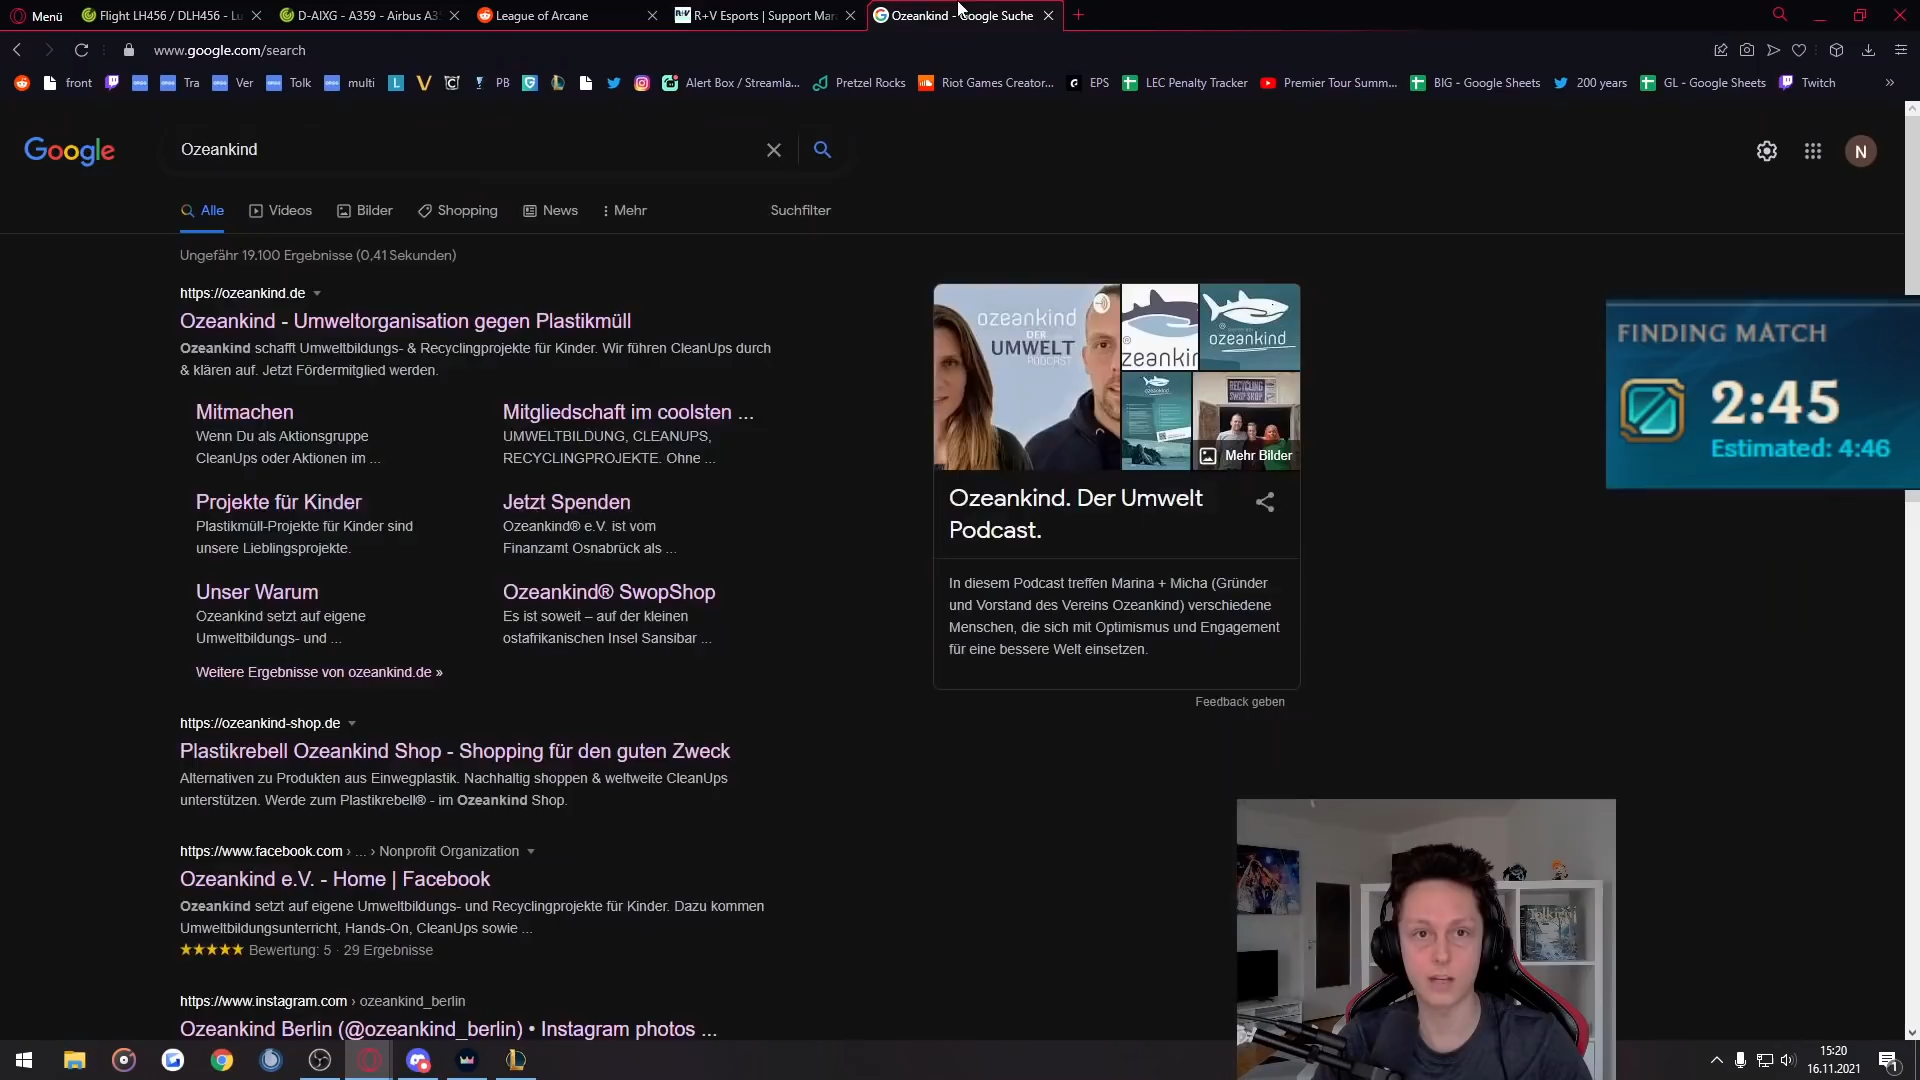 Menü
Flight LH456 / DLH456 - Lu
D-AIXG - A359 - Airbus A3
League of Arcane
R+V Esports | Support Mar
Ozeankind - Google Suche
www.google.com/search
front
Tra
Ver
Tolk
multi
PB
Alert Box / Streamla...
Pretzel Rocks
Riot Games Creator...
EPS
LEC Penalty Tracker
Premier Tour Summ...
BIG - Google Sheets
200 years
GL - Google Sheets
Twitch
Google
Ozeankind
N
Alle
Videos
Bilder
Shopping
News
Mehr
Suchfilter
Ungefähr 19.100 Ergebnisse (0,41 Sekunden)
https://ozeankind.de
Ozeankind - Umweltorganisation gegen Plastikmüll
Ozeankind schafft Umweltbildungs- & Recyclingprojekte für Kinder. Wir führen CleanUps durch
& klären auf. Jetzt Fördermitglied werden.
Mitmachen
Wenn Du als Aktionsgruppe
CleanUps oder Aktionen im ...
Mitgliedschaft im coolsten ...
UMWELTBILDUNG, CLEANUPS,
RECYCLINGPROJEKTE. Ohne ...
Projekte für Kinder
Plastikmüll-Projekte für Kinder sind
unsere Lieblingsprojekte.
Jetzt Spenden
Ozeankind® e.V. ist vom
Finanzamt Osnabrück als ...
Unser Warum
Ozeankind setzt auf eigene
Umweltbildungs- und ...
Ozeankind® SwopShop
Es ist soweit – auf der kleinen
ostafrikanischen Insel Sansibar ...
Weitere Ergebnisse von ozeankind.de »
https://ozeankind-shop.de
Plastikrebell Ozeankind Shop - Shopping für den guten Zweck
Alternativen zu Produkten aus Einwegplastik. Nachhaltig shoppen & weltweite CleanUps
unterstützen. Werde zum Plastikrebell® - im Ozeankind Shop.
https://www.facebook.com › ... › Nonprofit Organization
Ozeankind e.V. - Home | Facebook
Ozeankind setzt auf eigene Umweltbildungs- und Recyclingprojekte für Kinder. Dazu kommen
Umweltbildungsunterricht, Hands-On, CleanUps sowie ...
Bewertung: 5 · 29 Ergebnisse
https://www.instagram.com › ozeankind_berlin
Ozeankind Berlin (@ozeankind_berlin) • Instagram photos ...
ozeankind
DER
UMWELT
PODCAST
zeankin
ozeankind
RECYCLING
SWOP SHOP
Mehr Bilder
Ozeankind. Der Umwelt
Podcast.
In diesem Podcast treffen Marina + Micha (Gründer
und Vorstand des Vereins Ozeankind) verschiedene
Menschen, die sich mit Optimismus und Engagement
für eine bessere Welt einsetzen.
Feedback geben
FINDING MATCH
2:45
Estimated: 4:46
Tolkien
15:20
16.11.2021
1